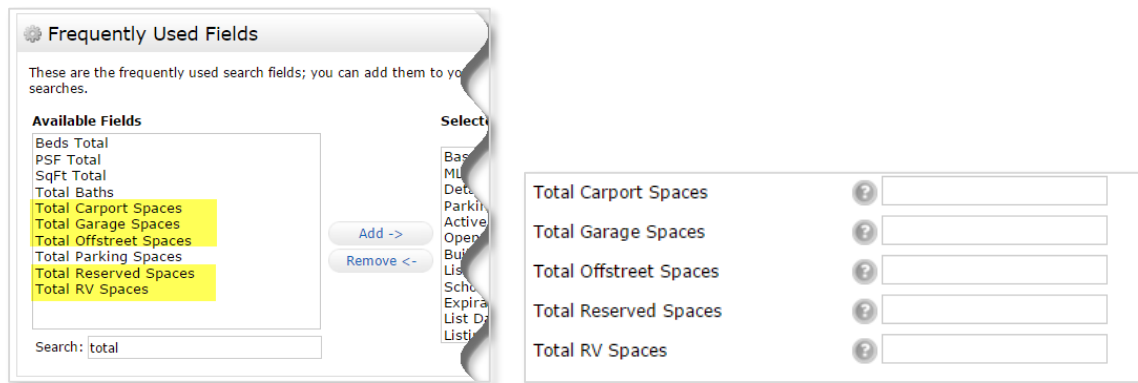 Frequently Used Fields
These are the frequently used search fields; you can add them to
searches.
Available Fields
Beds Total
PSF Total
SqFt Total
Total Baths
Total Carport Spaces
Total Garage Spaces
Total Offstreet Spaces
Total Parking Spaces
Total Reserved Spaces
Total RV Spaces
Search: total
Add ->
Remove <-
Total Carport Spaces ?
Total Garage Spaces ?
Total Offstreet Spaces ?
Total Reserved Spaces ?
Total RV Spaces ?